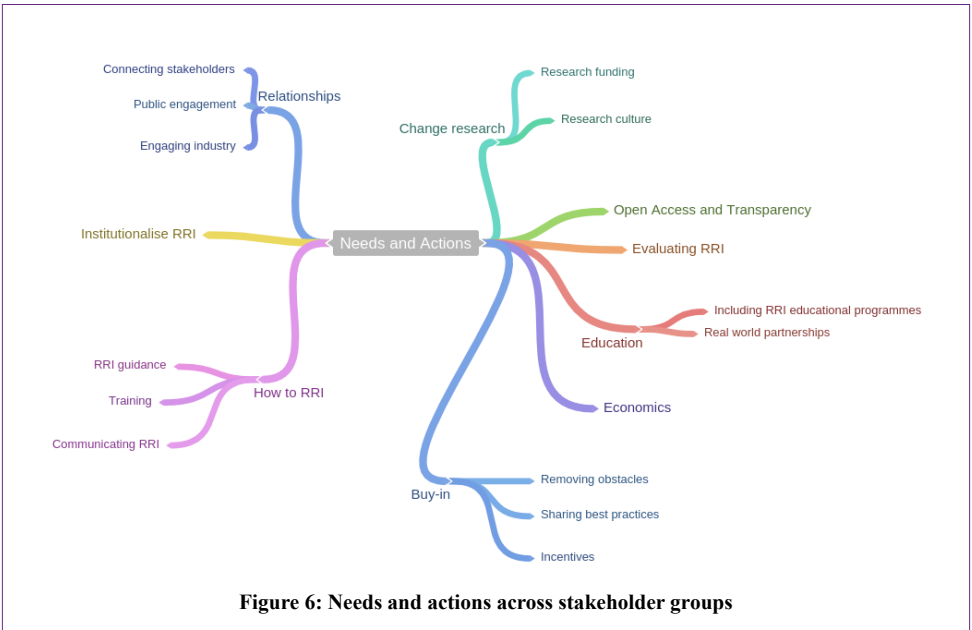 Connecting stakeholders
Public engagement
Engaging industry
Relationships
Institutionalise RRI
RRI guidance
Training
Communicating RRI
How to RRI
Needs and Actions
Change research
Research funding
Research culture
Open Access and Transparency
Evaluating RRI
Education
Including RRI educational programmes
Real world partnerships
Economics
Buy-in
Removing obstacles
Sharing best practices
Incentives
Figure 6: Needs and actions across stakeholder groups